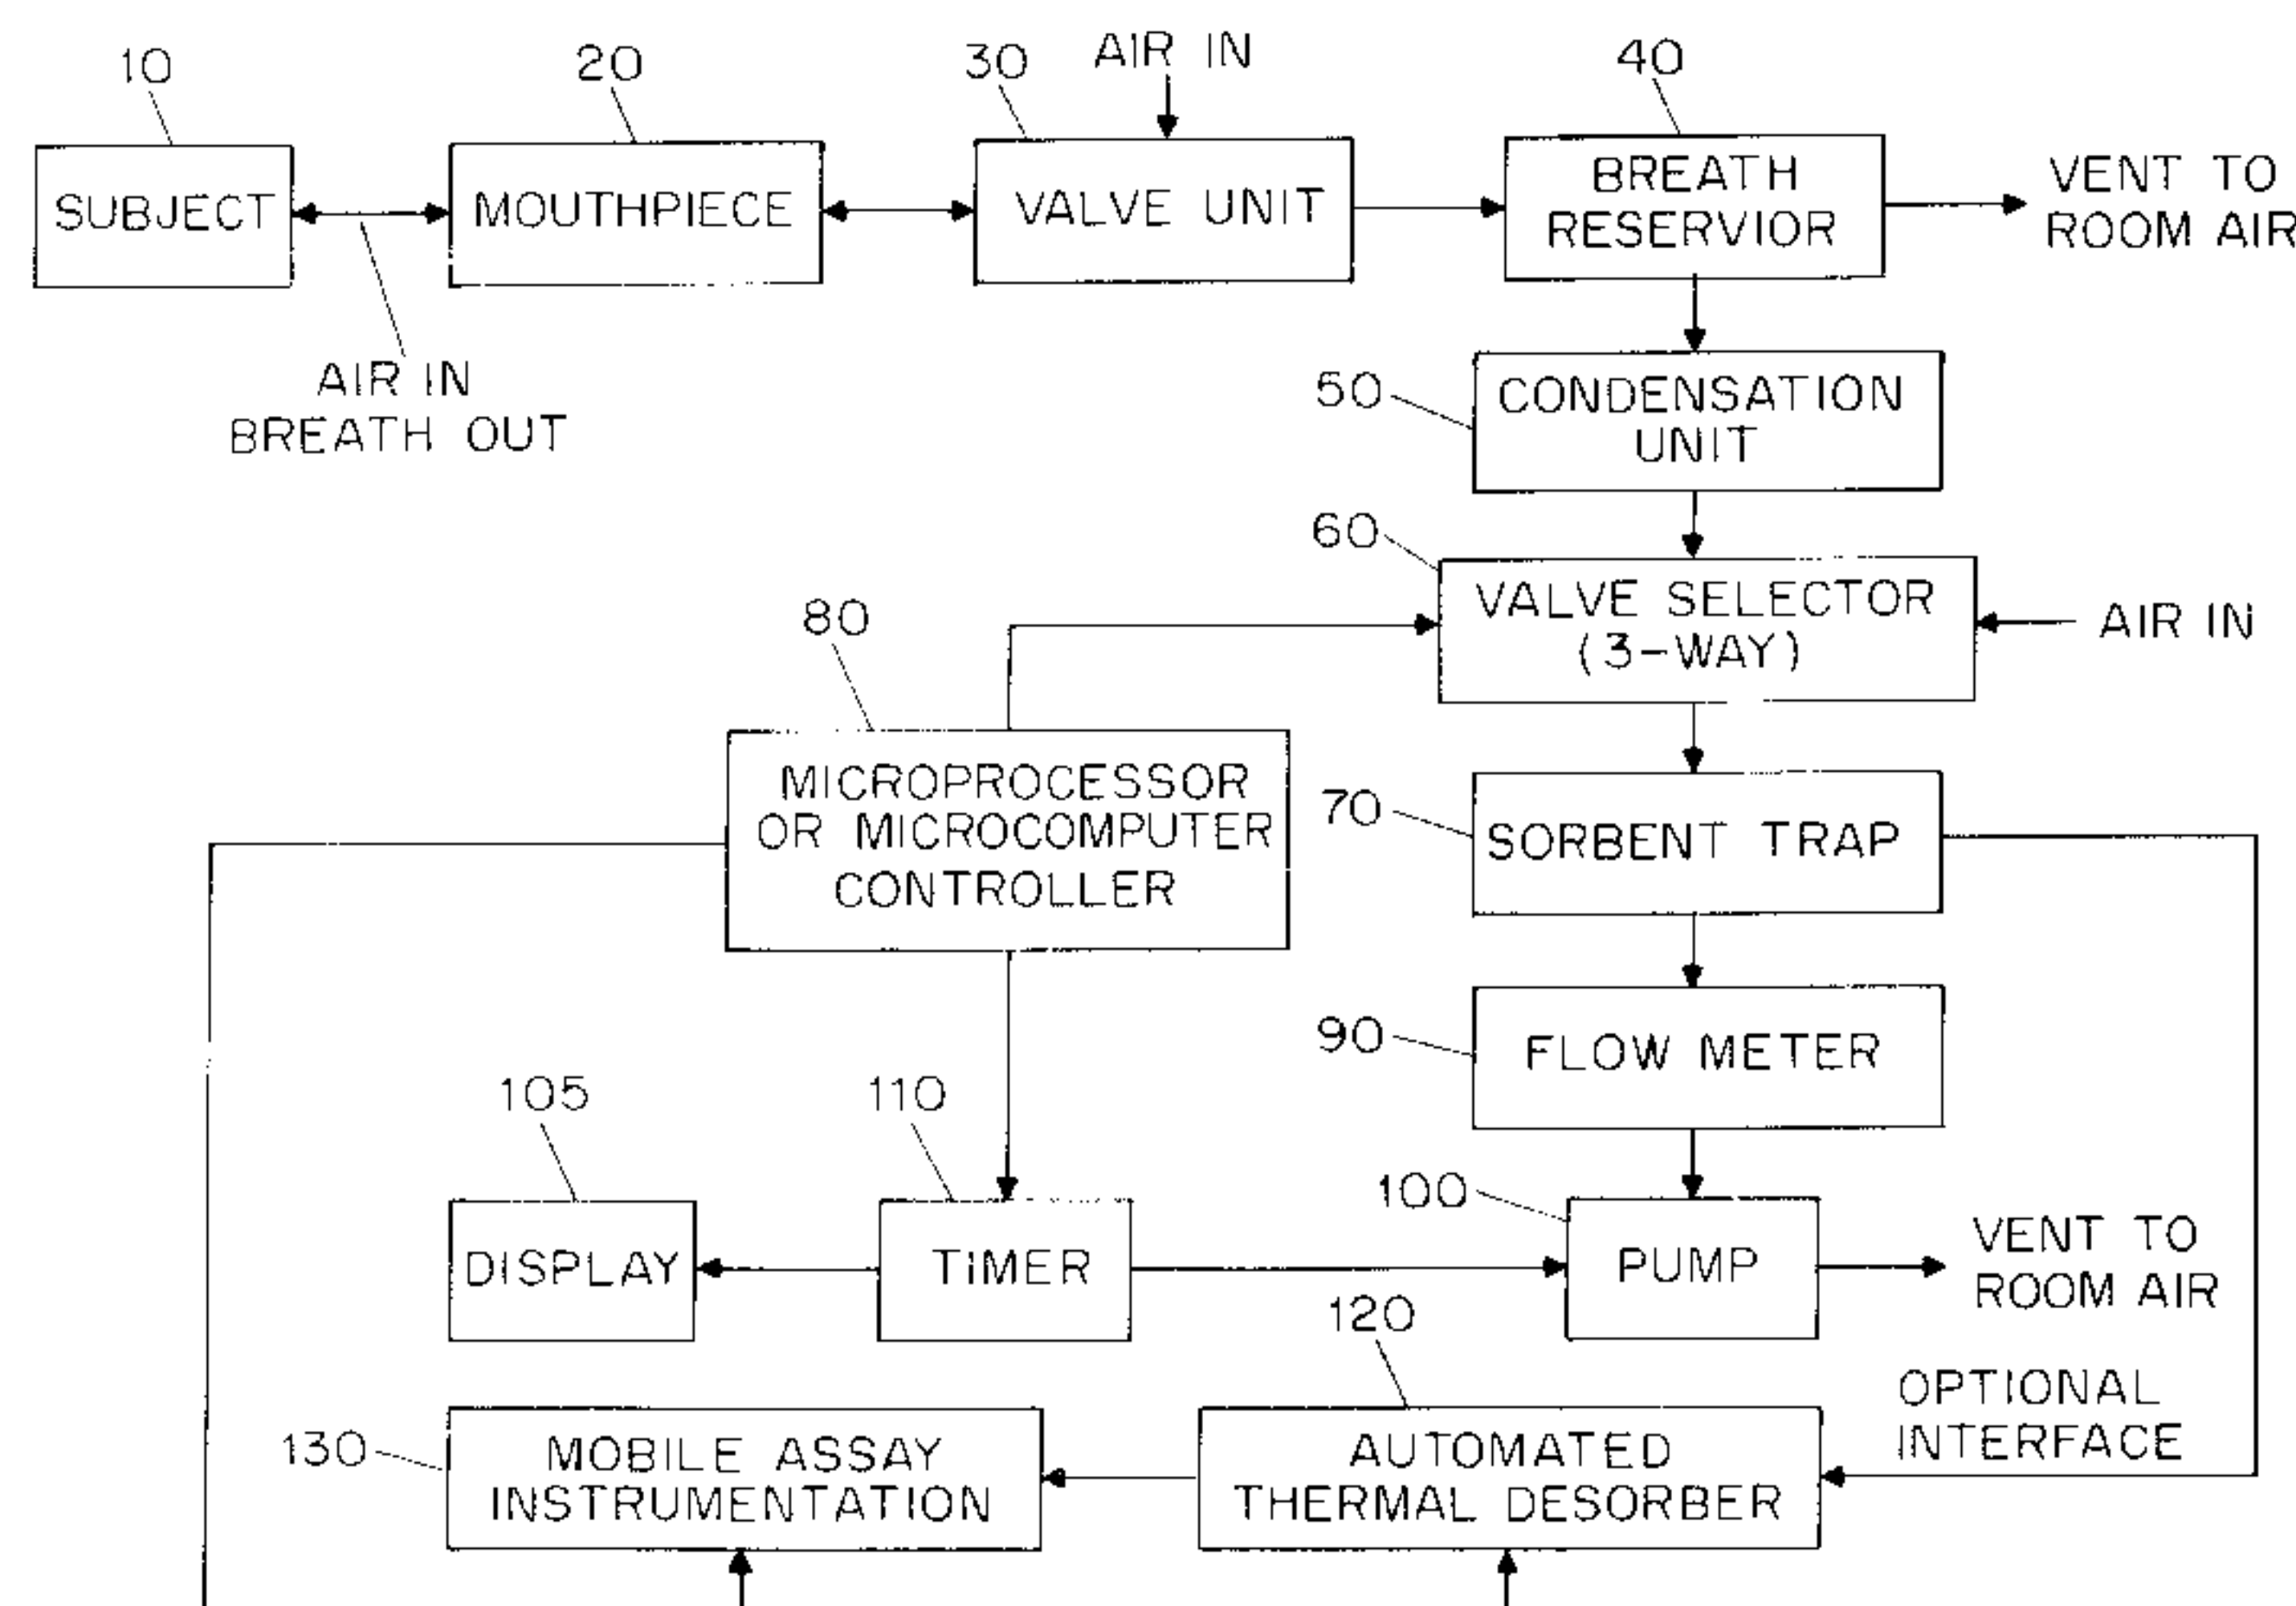 10
20
30
AIR IN
40
SUBJECT
MOUTHPIECE
VALVE UNIT
BREATH
RESERVIOR
VENT TO
ROOM AIR
AIR IN
BREATH OUT
50
CONDENSATION
UNIT
60
VALVE SELECTOR
(3-WAY)
AIR IN
80
MICROPROCESSOR
OR MICROCOMPUTER
CONTROLLER
70
SORBENT TRAP
90
FLOW METER
105
110
100
DISPLAY
TIMER
PUMP
VENT TO
ROOM AIR
120
OPTIONAL
INTERFACE
130
MOBILE ASSAY
INSTRUMENTATION
AUTOMATED
THERMAL DESORBER